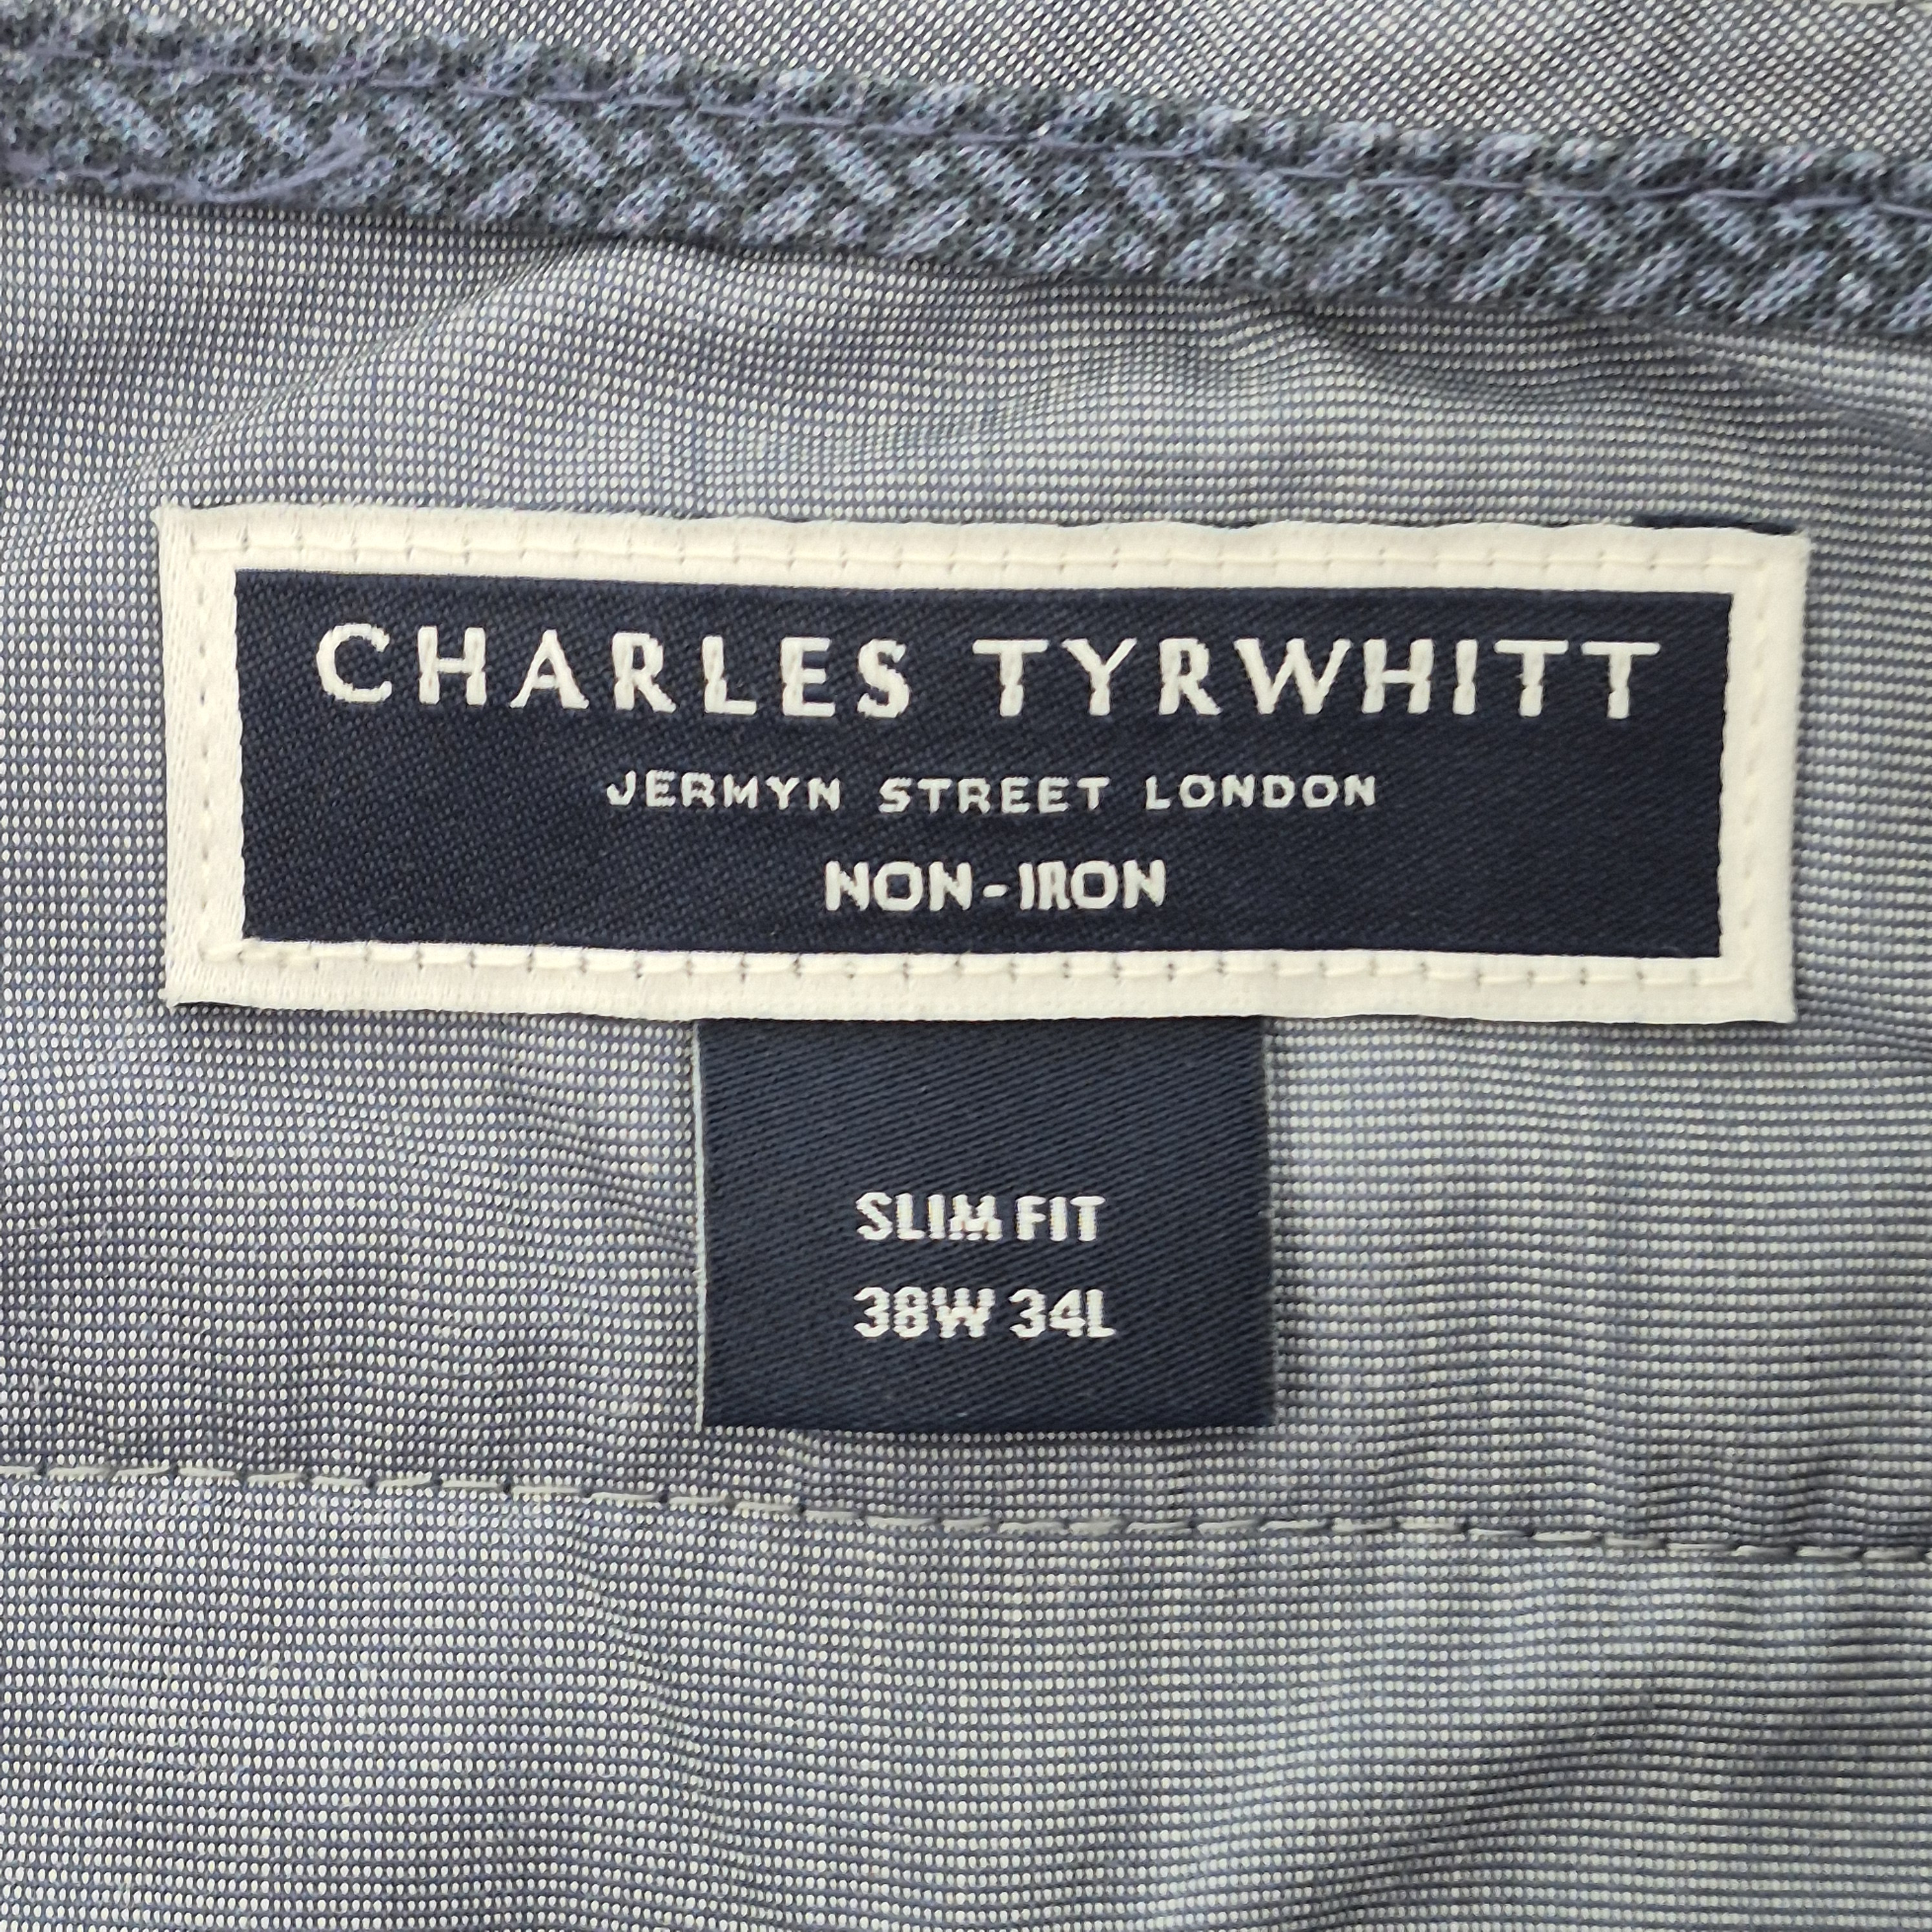 CHARLES TYRWHITT
JERMYN STREET LONDON
NON-IRON
SLIM FIT
38W 34L